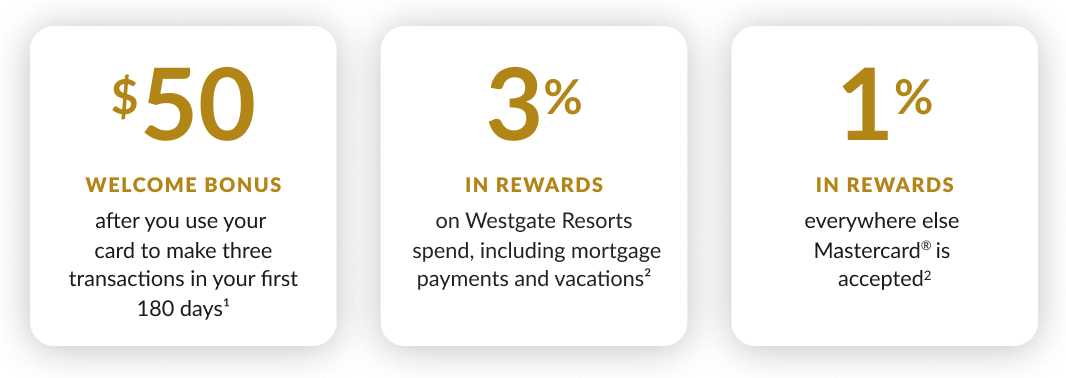 $50
WELCOME BONUS
after you use your
card to make three
transactions in your first
180 days¹
3%
IN REWARDS
on Westgate Resorts
spend, including mortgage
payments and vacations²
1%
IN REWARDS
everywhere else
Mastercard® is
accepted²